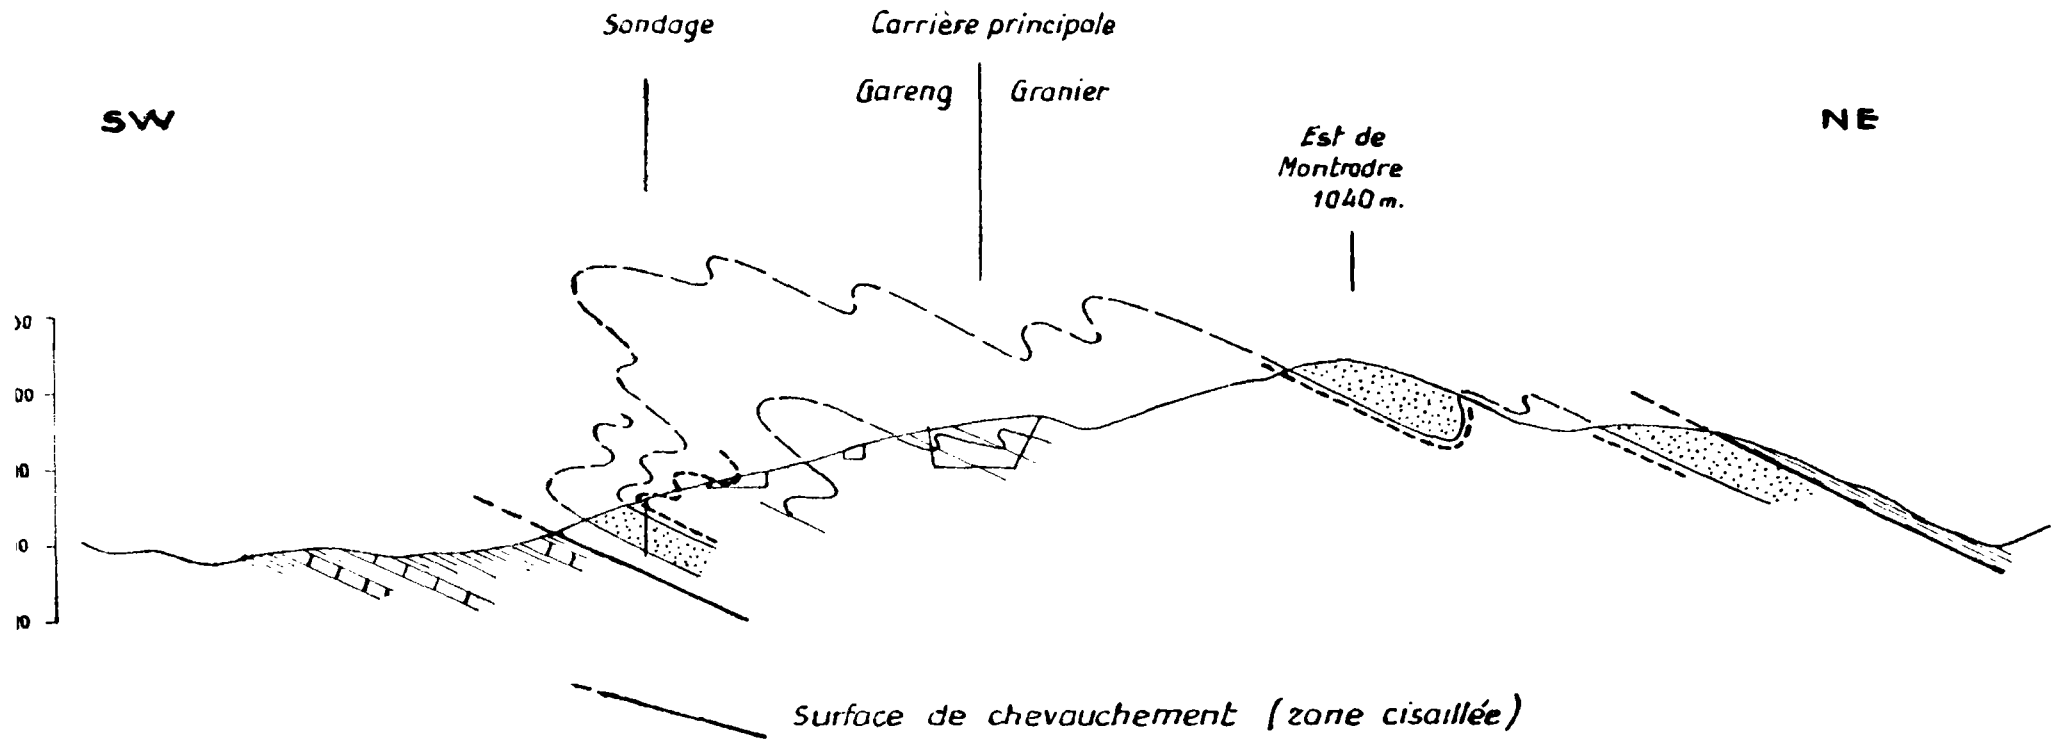 Sondage
Carrière principale
Gareng
Granier
SW
NE
Est de
Montrodre
1040 m.
Surface de chevauchement (zone cisaillée)